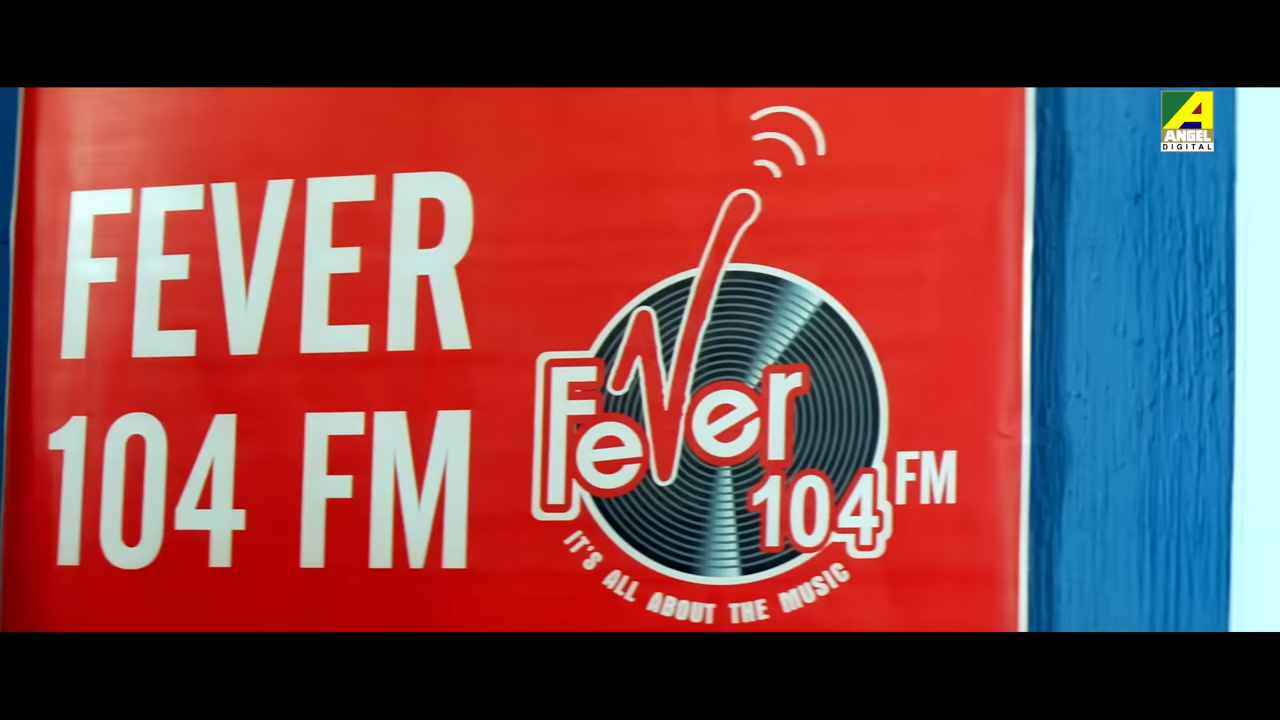 FEVER
104 FM
FeVer
104 FM
IT'S ALL ABOUT THE MUSIC
A
ANGEL
DIGITAL